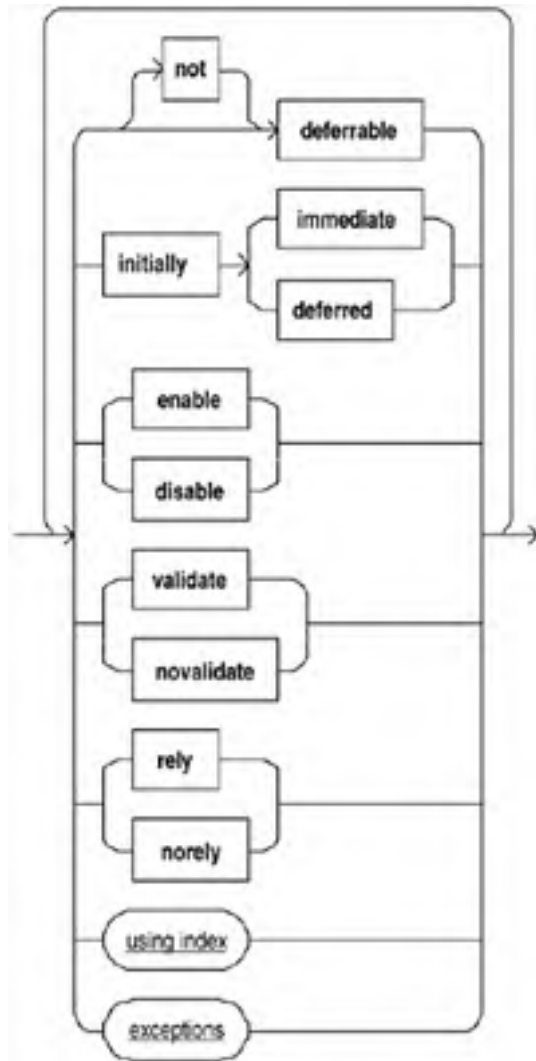 not
deferrable
immediate
initially
deferred
enable
disable
validate
novalidate
rely
norely
using index
exceptions